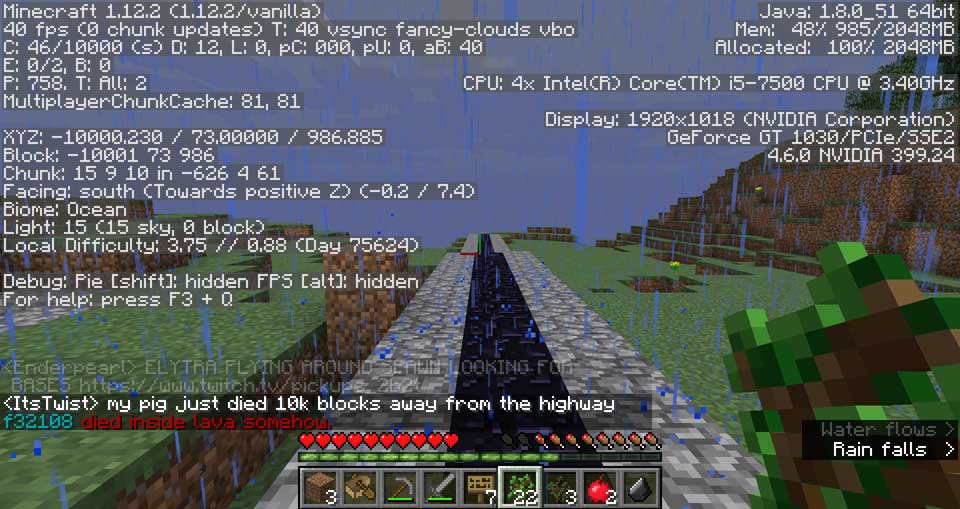 Minecraft 1.12.2 (1.12.2/vanilla)
40 fps (0 chunk updates) T: 40 vsync fancy-clouds vbo
C: 46/10000 (s) D: 12, L: 0, pC: 000, pU: 0, aB: 40
E: 0/2, B: 0
P: 758. T: All: 2
MultiplayerChunkCache: 81, 81
XYZ: -10000.230 / 73.00000 / 986.885
Block: -10001 73 986
Chunk: 15 9 10 in -626 4 61
Facing: south (Towards positive Z) (-0.2 / 7.4)
Biome: Ocean
Light: 15 (15 sky, 0 block)
Local Difficulty: 3.75 // 0.88 (Day 75624)
Debug: Pie [shift]: hidden FPS [alt]: hidden
For help: press F3 + Q
Java: 1.8.0_51 64bit
Mem: 48% 985/2048MB
Allocated: 100% 2048MB
CPU: 4x Intel(R) Core(TM) i5-7500 CPU @ 3.40GHz
Display: 1920x1018 (NVIDIA Corporation)
GeForce GT 1030/PCIe/SSE2
4.6.0 NVIDIA 399.24
<Enderpearl> ELYTRA FLYING AROUND SPAWN LOOKING FOR
BASES https://www.twitch.tv/pickups_2b2t
<ItsTwist> my pig just died 10k blocks away from the highway
f32108 died inside lava somehow.
Water flows >
Rain falls >
3
7
22
3
2